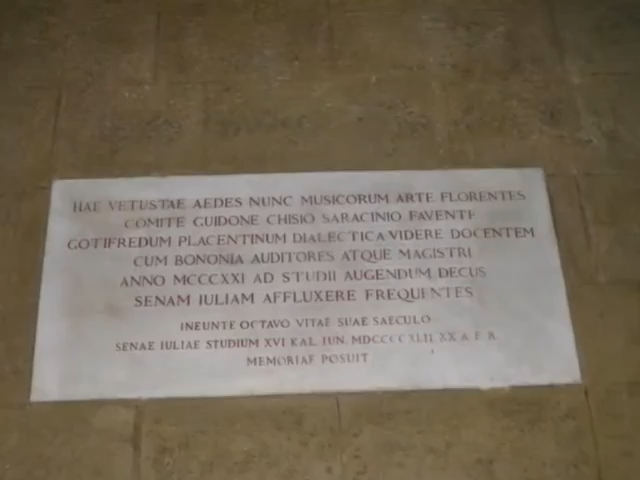 HAE VETUSTAE AEDES NUNC MUSICORUM ARTE FLORENTES
COMITE GUIDONE CHISIO SARACINIO FAVENTE
GOTIFREDUM PLACENTINUM DIALECTICA VIDERE DOCENTEM
CUM BONONIA AUDITORES ATQUE MAGISTRI
ANNO MCCCXXI AD STUDII AUGENDUM DECUS
SENAM IULIAM AFFLUXERE FREQUENTES
INEUNTE OCTAVO VITAE SUAE SAECULO
SENAE IULIAE STUDIUM XVI KAL. IUN. MDCCCCXLII XX A F. R.
MEMORIAE POSUIT